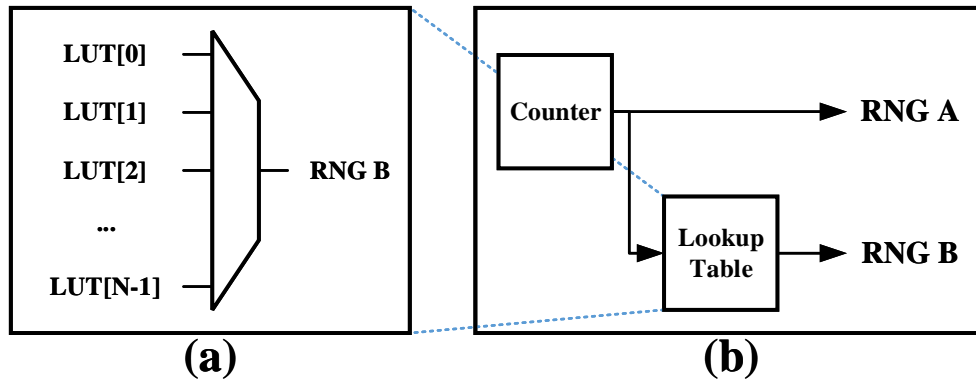 LUT[0]
LUT[1]
LUT[2]
...
LUT[N-1]
RNG B
(a)
Counter
RNG A
Lookup
Table
RNG B
(b)